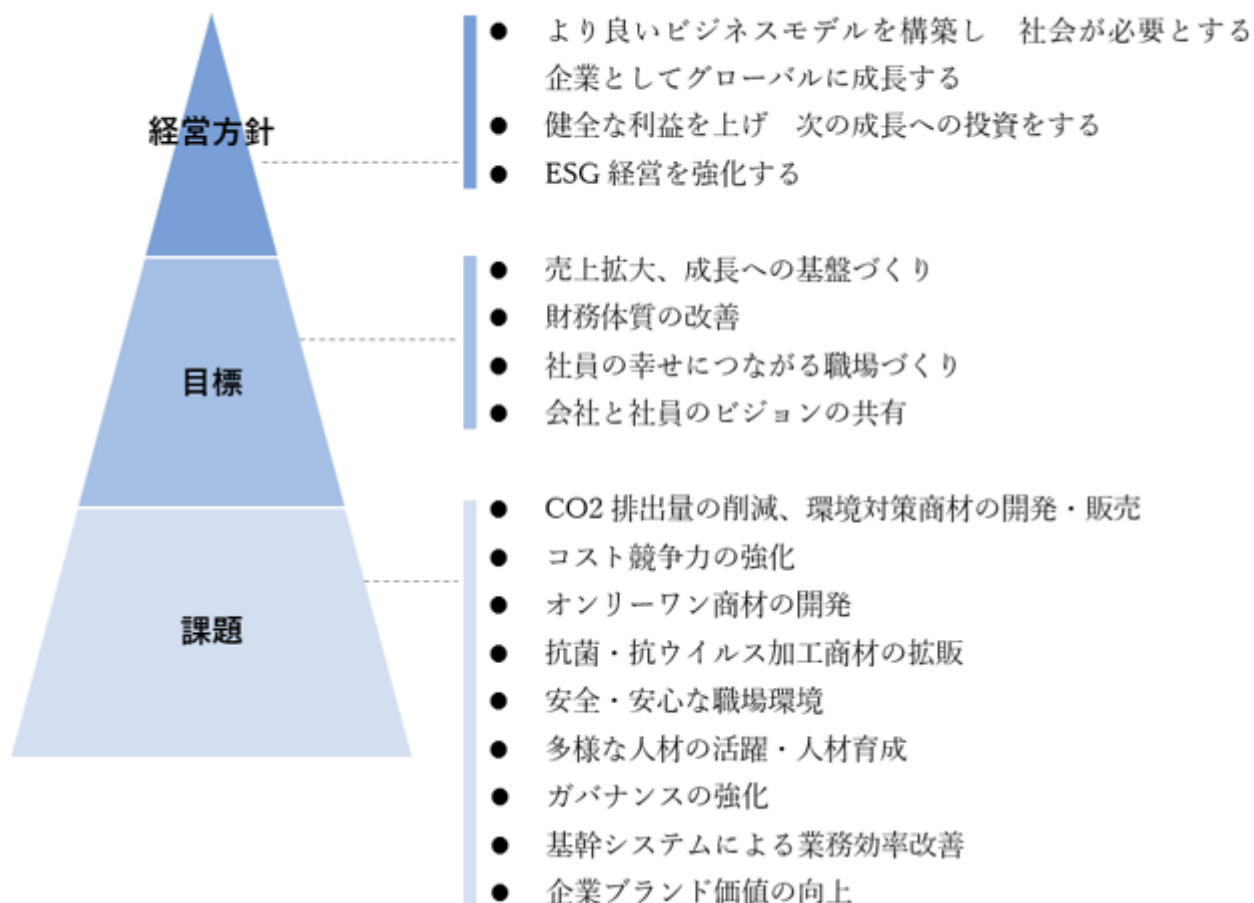 経営方針
● より良いビジネスモデルを構築し　社会が必要とする
企業としてグローバルに成長する
● 健全な利益を上げ　次の成長への投資をする
● ESG 経営を強化する
目標
● 売上拡大、成長への基盤づくり
● 財務体質の改善
● 社員の幸せにつながる職場づくり
● 会社と社員のビジョンの共有
課題
● CO2 排出量の削減、環境対策商材の開発・販売
● コスト競争力の強化
● オンリーワン商材の開発
● 抗菌・抗ウイルス加工商材の拡販
● 安全・安心な職場環境
● 多様な人材の活躍・人材育成
● ガバナンスの強化
● 基幹システムによる業務効率改善
● 企業ブランド価値の向上